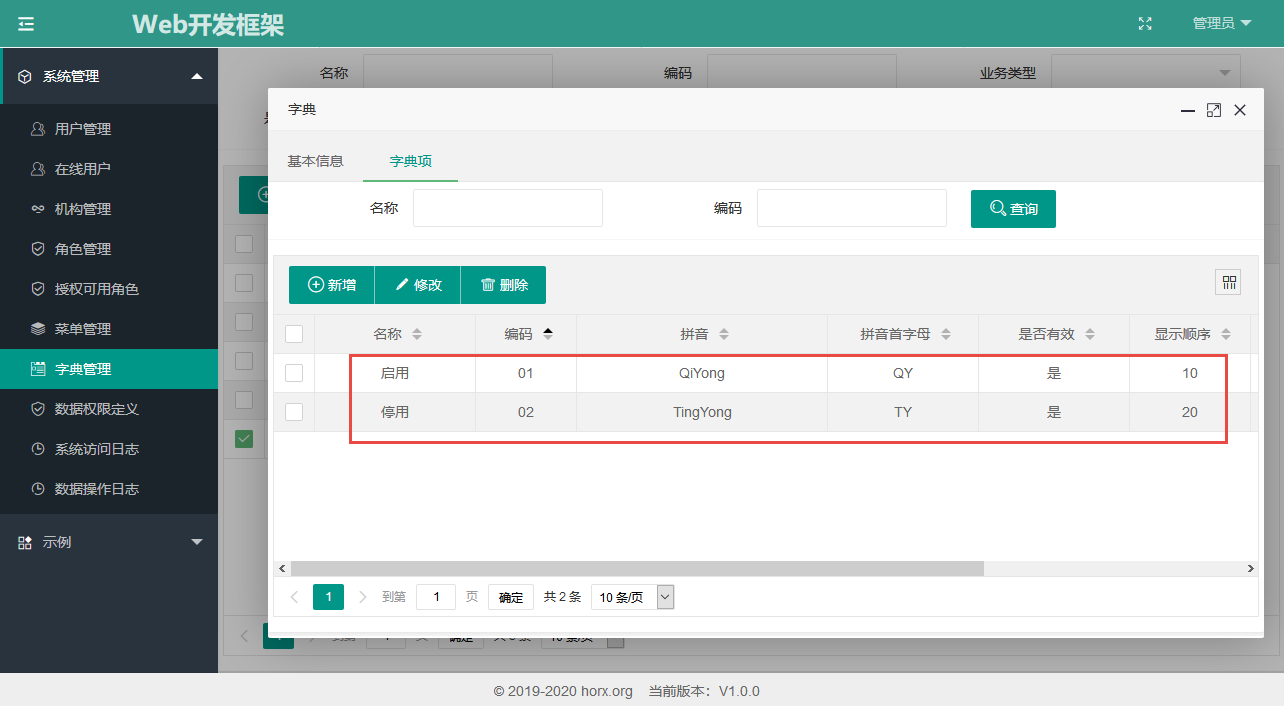 Web开发框架
管理员
系统管理
用户管理
在线用户
机构管理
角色管理
授权可用角色
菜单管理
字典管理
数据权限定义
系统访问日志
数据操作日志
示例
名称 编码 业务类型
字典
基本信息 字典项
名称 编码 查询
新增 修改 删除
名称 编码 拼音 拼音首字母 是否有效 显示顺序
启用 01 QiYong QY 是 10
停用 02 TingYong TY 是 20
1 到第 1 页 确定 共 2 条 10 条/页
© 2019-2020 horx.org 当前版本：V1.0.0